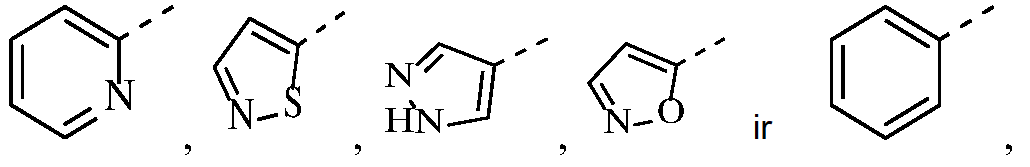 N , N S , N HN , N O ir ,